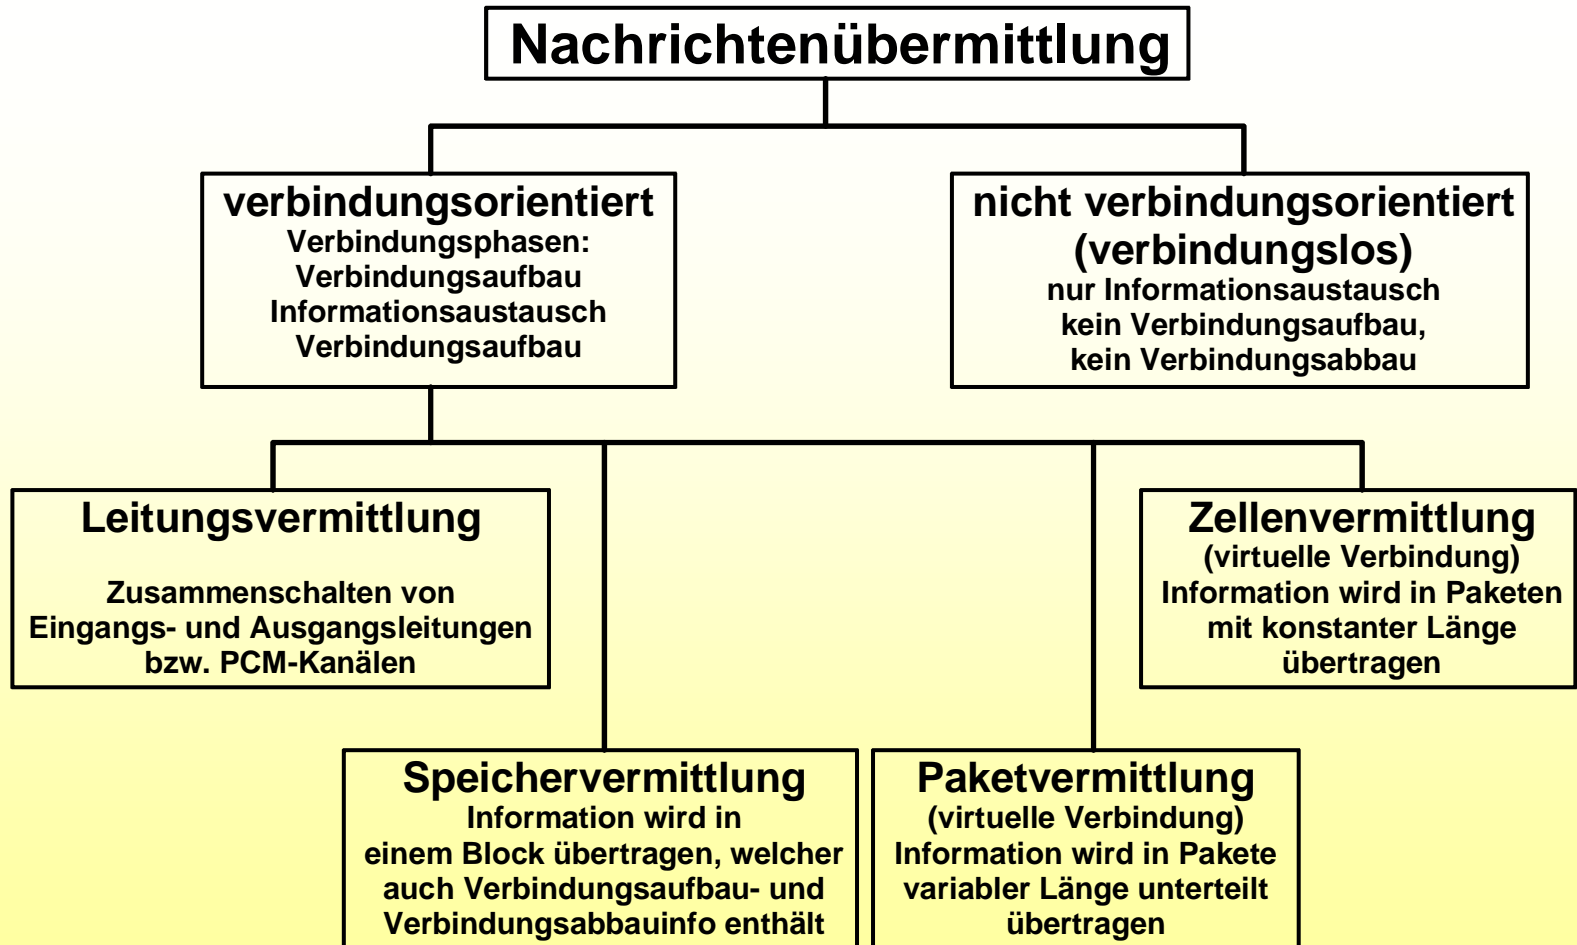 Nachrichtenübermittlung
verbindungsorientiert
Verbindungsphasen:
Verbindungsaufbau
Informationsaustausch
Verbindungsaufbau
nicht verbindungsorientiert
(verbindungslos)
nur Informationsaustausch
kein Verbindungsaufbau,
kein Verbindungsabbau
Leitungsvermittlung
Zusammenschalten von
Eingangs- und Ausgangsleitungen
bzw. PCM-Kanälen
Zellenvermittlung
(virtuelle Verbindung)
Information wird in Paketen
mit konstanter Länge
übertragen
Speichervermittlung
Information wird in
einem Block übertragen, welcher
auch Verbindungsaufbau- und
Verbindungsabbauinfo enthält
Paketvermittlung
(virtuelle Verbindung)
Information wird in Pakete
variabler Länge unterteilt
übertragen